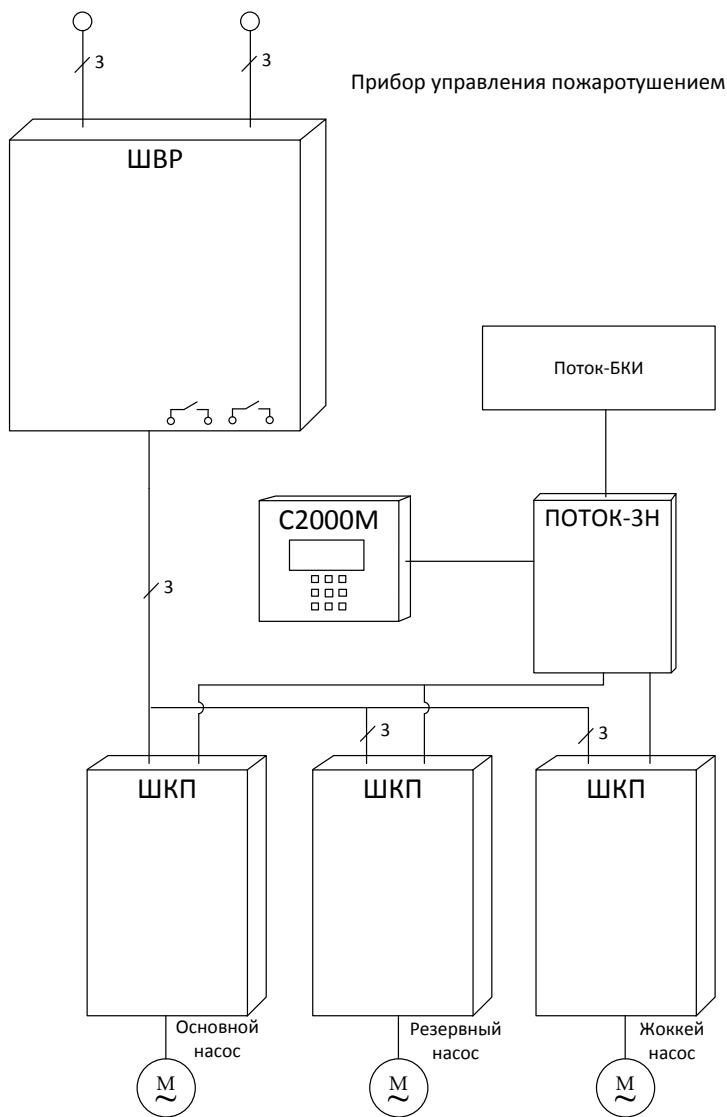 3
3
Прибор управления пожаротушением
ШВР
Поток-БКИ
С2000М
ПОТОК-3Н
3
3
3
ШКП
ШКП
ШКП
Основной
насос
Резервный
насос
Жоккей
насос
М
~
М
~
М
~